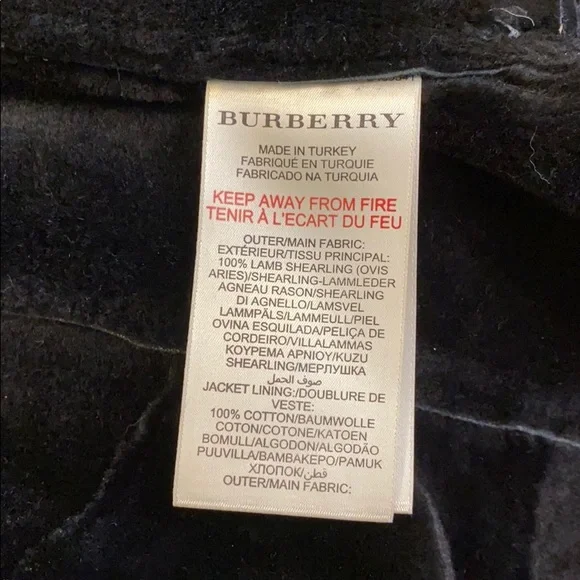 BURBERRY
MADE IN TURKEY
FABRIQUÉ EN TURQUIE
FABRICADO NA TURQUIA
KEEP AWAY FROM FIRE
TENIR À L'ECART DU FEU
OUTER/MAIN FABRIC:
EXTÉRIEUR/TISSU PRINCIPAL:
100% LAMB SHEARLING (OVIS
ARIES)/SHEARLING-LAMMLEDER
AGNEAU RASON/SHEARLING
DI AGNELLO/LAMSVEL
LAMMPÄLS/LAMMEULL/PIEL
OVINA ESQUILADA/PELIÇA DE
CORDEIRO/VILLALAMMAS
ΚΟΥΡΕΜΑ ΑΡΝΙΟΥ/KUZU
SHEARLING/МЕРЛУШКА
صوف الحمل
JACKET LINING:/DOUBLURE DE
VESTE:
100% COTTON/BAUMWOLLE
COTON/COTONE/KATOEN
BOMULL/ALGODON/ALGODÃO
PUUVILLA/ΒΑΜΒΑΚΕΡΟ/PAMUK
ХЛОПОК/قطن
OUTER/MAIN FABRIC: